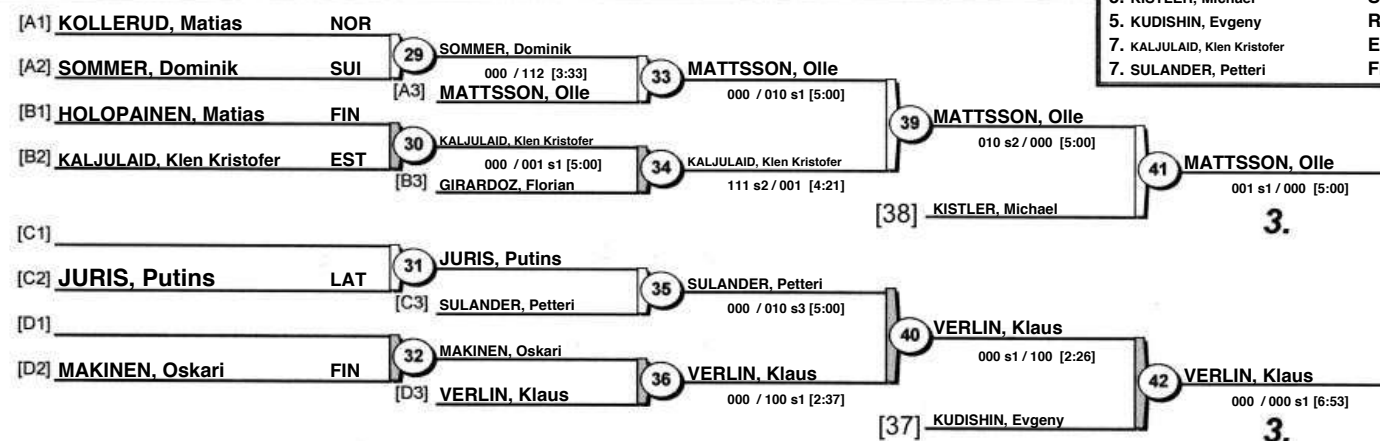 3. KISTLER, Michael
5. KUDISHIN, Evgeny R
7. KALJULAID, Klen Kristofer E
7. SULANDER, Petteri F
[A1] KOLLERUD, Matias NOR
[A2] SOMMER, Dominik SUI
29 SOMMER, Dominik
000 / 112 [3:33]
[A3] MATTSSON, Olle
33 MATTSSON, Olle
000 / 010 s1 [5:00]
[B1] HOLOPAINEN, Matias FIN
[B2] KALJULAID, Klen Kristofer EST
30 KALJULAID, Klen Kristofer
000 / 001 s1 [5:00]
[B3] GIRARDOZ, Florian
34 KALJULAID, Klen Kristofer
111 s2 / 001 [4:21]
39 MATTSSON, Olle
010 s2 / 000 [5:00]
[38] KISTLER, Michael
41 MATTSSON, Olle
001 s1 / 000 [5:00]
3.
[C1]
[C2] JURIS, Putins LAT
31 JURIS, Putins
[C3] SULANDER, Petteri
35 SULANDER, Petteri
000 / 010 s3 [5:00]
[D1]
[D2] MAKINEN, Oskari FIN
32 MAKINEN, Oskari
[D3] VERLIN, Klaus
36 VERLIN, Klaus
000 / 100 s1 [2:37]
40 VERLIN, Klaus
000 s1 / 100 [2:26]
[37] KUDISHIN, Evgeny
42 VERLIN, Klaus
000 / 000 s1 [6:53]
3.